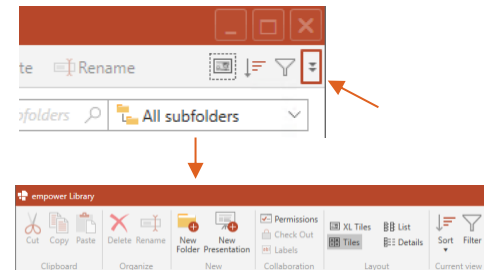 te Rename
folders All subfolders
empower Library
Cut Copy Paste Delete Rename New Folder New Presentation Permissions Check Out Labels XL Tiles List Tiles Details Sort Filter
Clipboard Organize New Collaboration Layout Current view